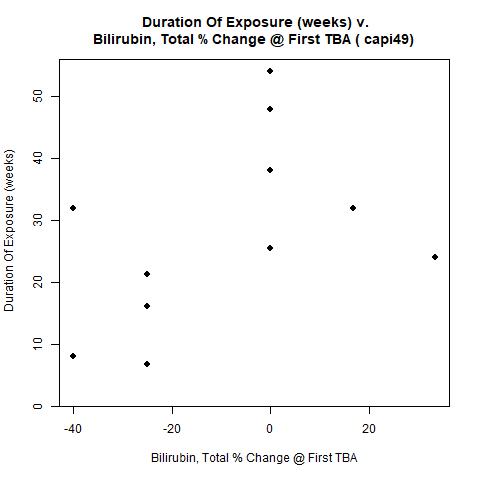 Duration Of Exposure (weeks) v.
Bilirubin, Total % Change @ First TBA ( capi49)
Duration Of Exposure (weeks)
50
40
30
20
10
0
-40 -20 0 20
Bilirubin, Total % Change @ First TBA